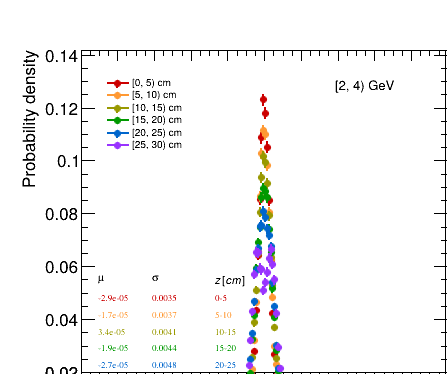 0.14
Probability density
[2, 4) GeV
[0, 5) cm
[5, 10) cm
[10, 15) cm
[15, 20) cm
[20, 25) cm
[25, 30) cm
0.12
0.1
0.08
0.06
0.04
μ σ z [cm]
-2.9e-05 0.0035 0-5
-1.7e-05 0.0037 5-10
3.4e-05 0.0041 10-15
-1.9e-05 0.0044 15-20
-2.7e-05 0.0048 20-25